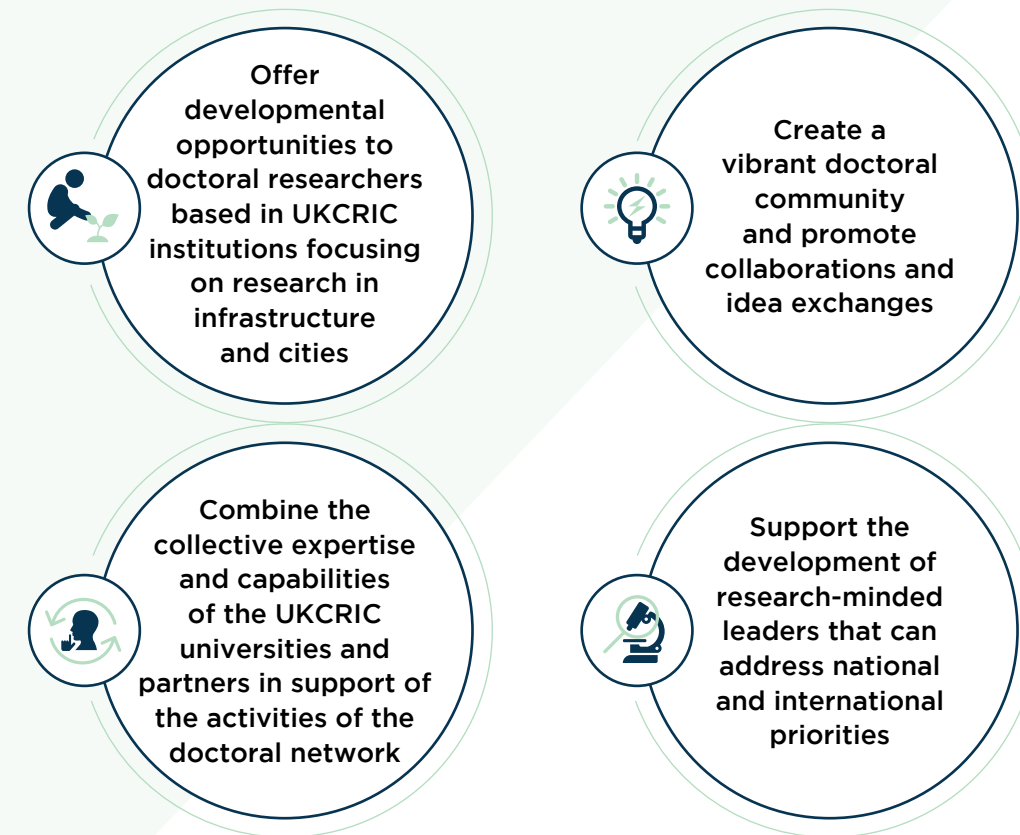 Offer
developmental
opportunities to
doctoral researchers
based in UKCRIC
institutions focusing
on research in
infrastructure
and cities
Create a
vibrant doctoral
community
and promote
collaborations and
idea exchanges
Combine the
collective expertise
and capabilities
of the UKCRIC
universities and
partners in support of
the activities of the
doctoral network
Support the
development of
research-minded
leaders that can
address national
and international
priorities